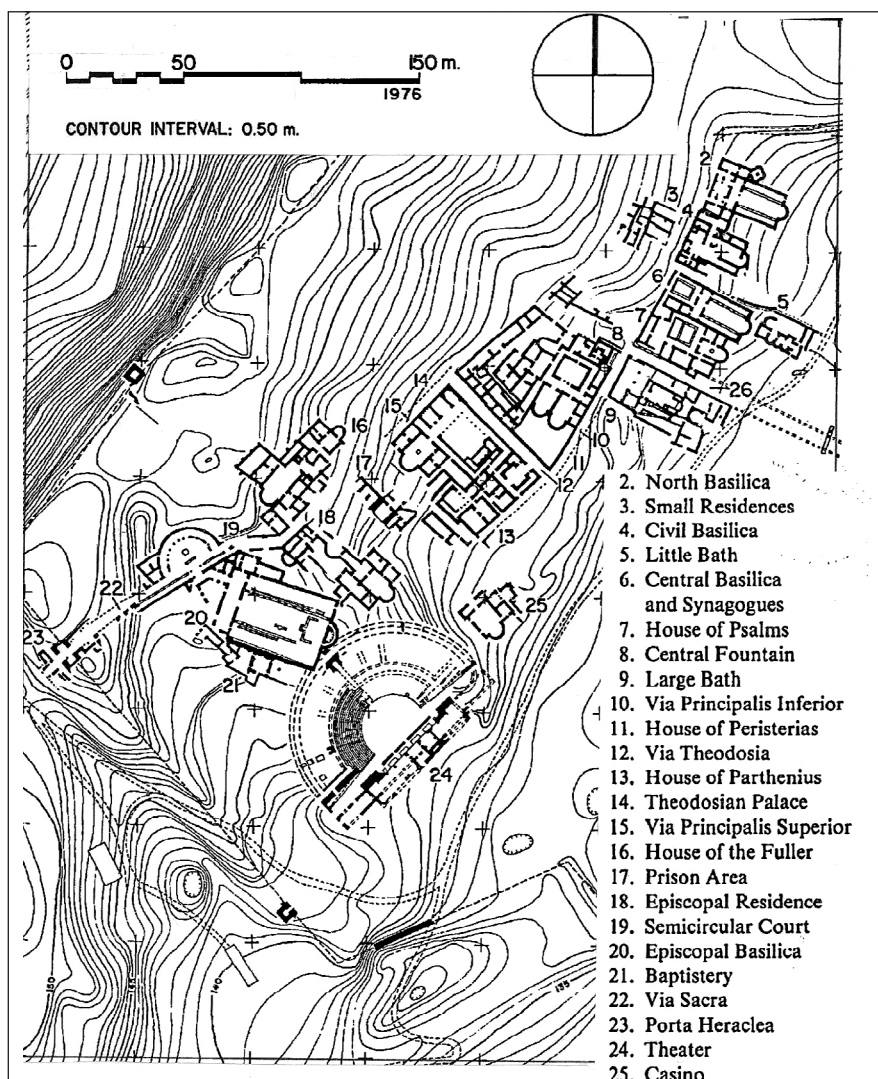 0 50 150 m.
1976
CONTOUR INTERVAL: 0.50 m.
2
3
4
6
5
7
8
26
14
9
15
10
16
11
17
12
13
18
19
22
25
20
23
21
24
2. North Basilica
3. Small Residences
4. Civil Basilica
5. Little Bath
6. Central Basilica
and Synagogues
7. House of Psalms
8. Central Fountain
9. Large Bath
10. Via Principalis Inferior
11. House of Peristerias
12. Via Theodosia
13. House of Parthenius
14. Theodosian Palace
15. Via Principalis Superior
16. House of the Fuller
17. Prison Area
18. Episcopal Residence
19. Semicircular Court
20. Episcopal Basilica
21. Baptistery
22. Via Sacra
23. Porta Heraclea
24. Theater
25. Casino
140